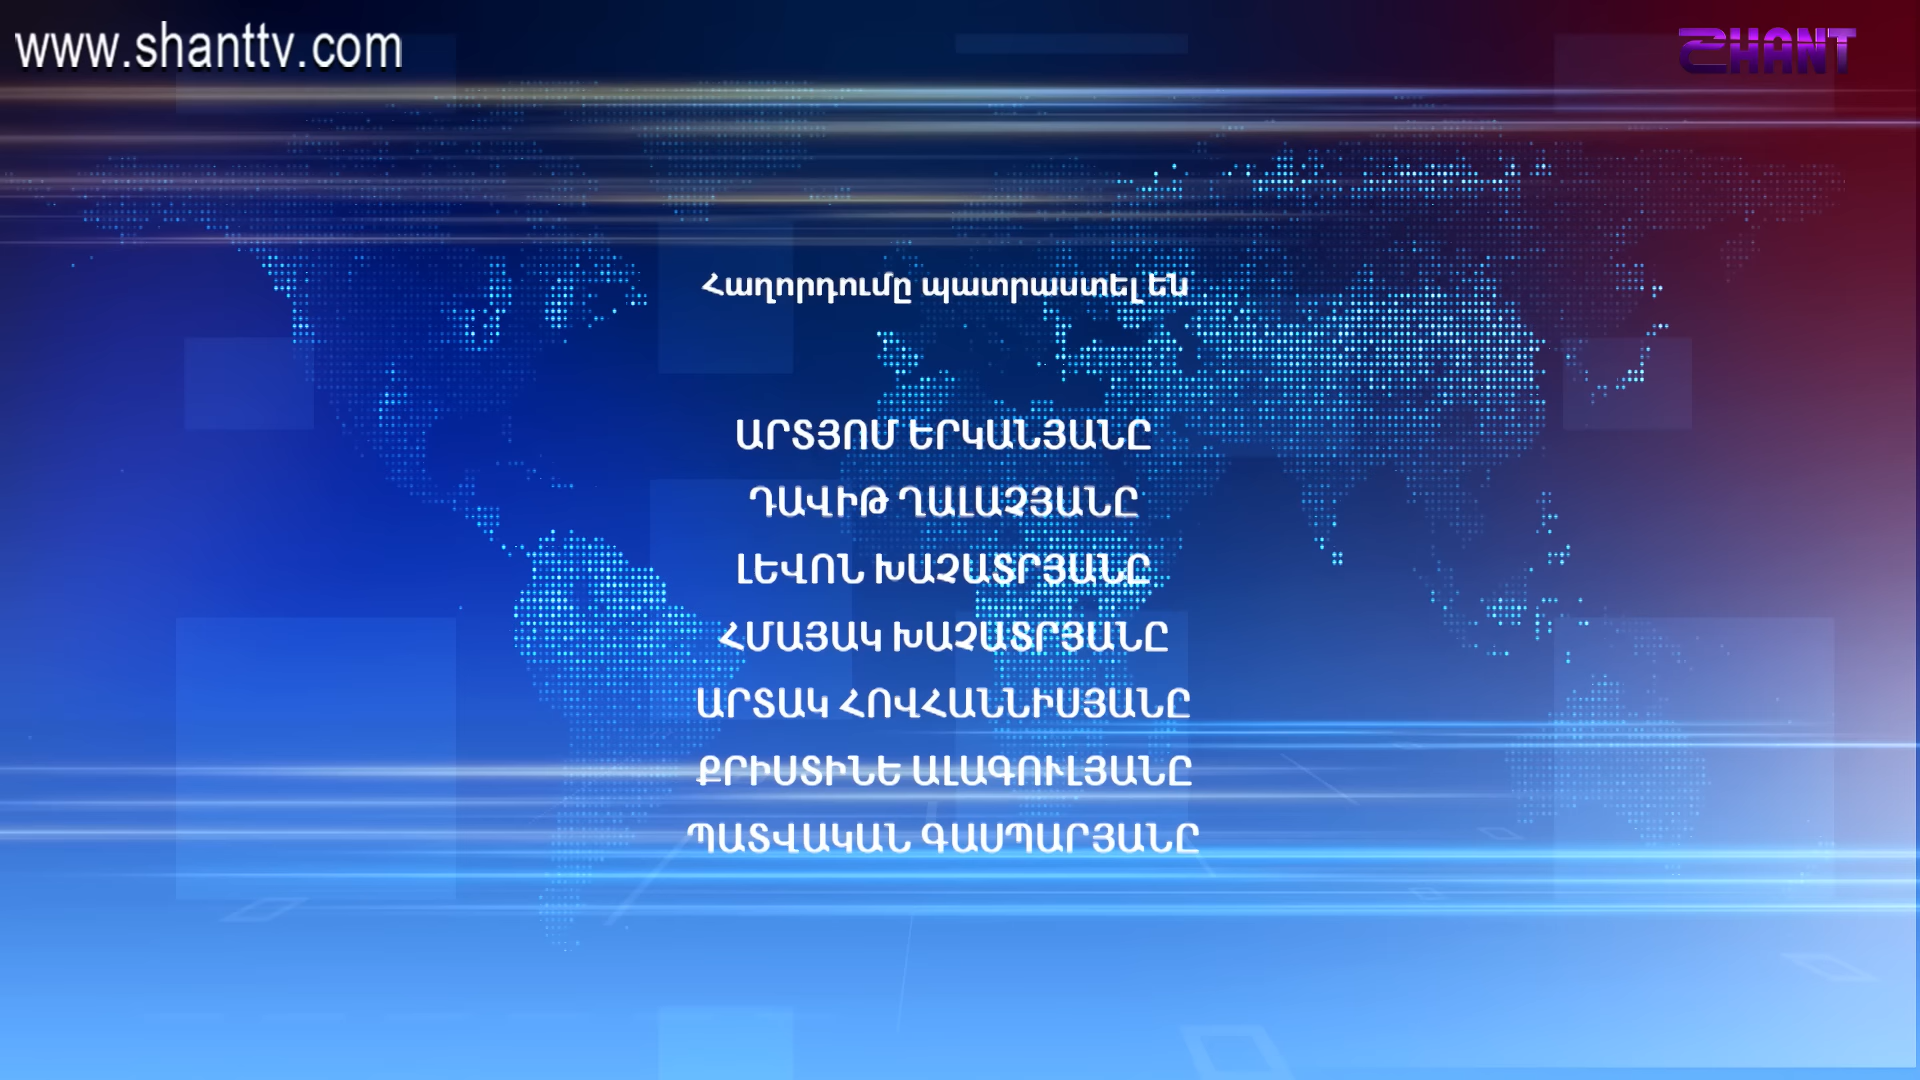 www.shanttv.com
SHANT
Հաղորդումը պատրաստել են
ԱՐՏՅՈՄ ԵՐԿԱՆՅԱՆԸ
ԴԱՎԻԹ ՂԱԼԱՉՅԱՆԸ
ԼԵՎՈՆ ԽԱՉԱՏՐՅԱՆԸ
ՀՄԱՅԱԿ ԽԱՉԱՏՐՅԱՆԸ
ԱՐՏԱԿ ՀՈՎՀԱՆՆԻՍՅԱՆԸ
ՔՐԻՍՏԻՆԵ ԱԼԱԳՈՒԼՅԱՆԸ
ՊԱՏՎԱԿԱՆ ԳԱՍՊԱՐՅԱՆԸ